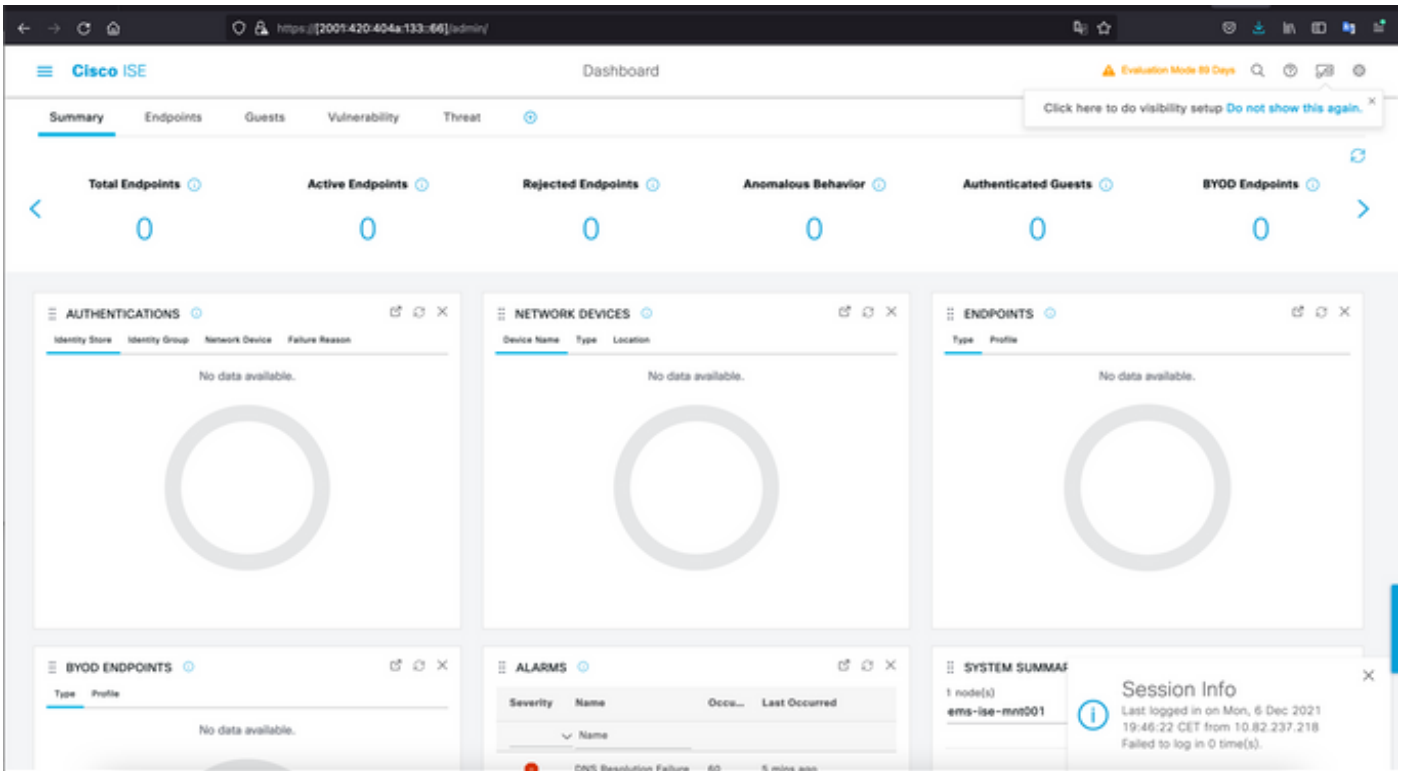 https://[2001:420:404a:133::66]/admin/
Cisco ISE
Dashboard
Evaluation Mode 89 Days
Click here to do visibility setup Do not show this again.
Summary Endpoints Guests Vulnerability Threat
Total Endpoints Active Endpoints Rejected Endpoints Anomalous Behavior Authenticated Guests BYOD Endpoints
0 0 0 0 0 0
AUTHENTICATIONS
Identity Store Identity Group Network Device Failure Reason
No data available.
NETWORK DEVICES
Device Name Type Location
No data available.
ENDPOINTS
Type Profile
No data available.
BYOD ENDPOINTS
Type Profile
No data available.
ALARMS
Severity Name Occu... Last Occurred
Name
DNS Resolution Failure 60 5 mins ago
SYSTEM SUMMAR
1 node(s)
ems-ise-mnt001
Session Info
Last logged in on Mon, 6 Dec 2021
19:46:22 CET from 10.82.237.218
Failed to log in 0 time(s).